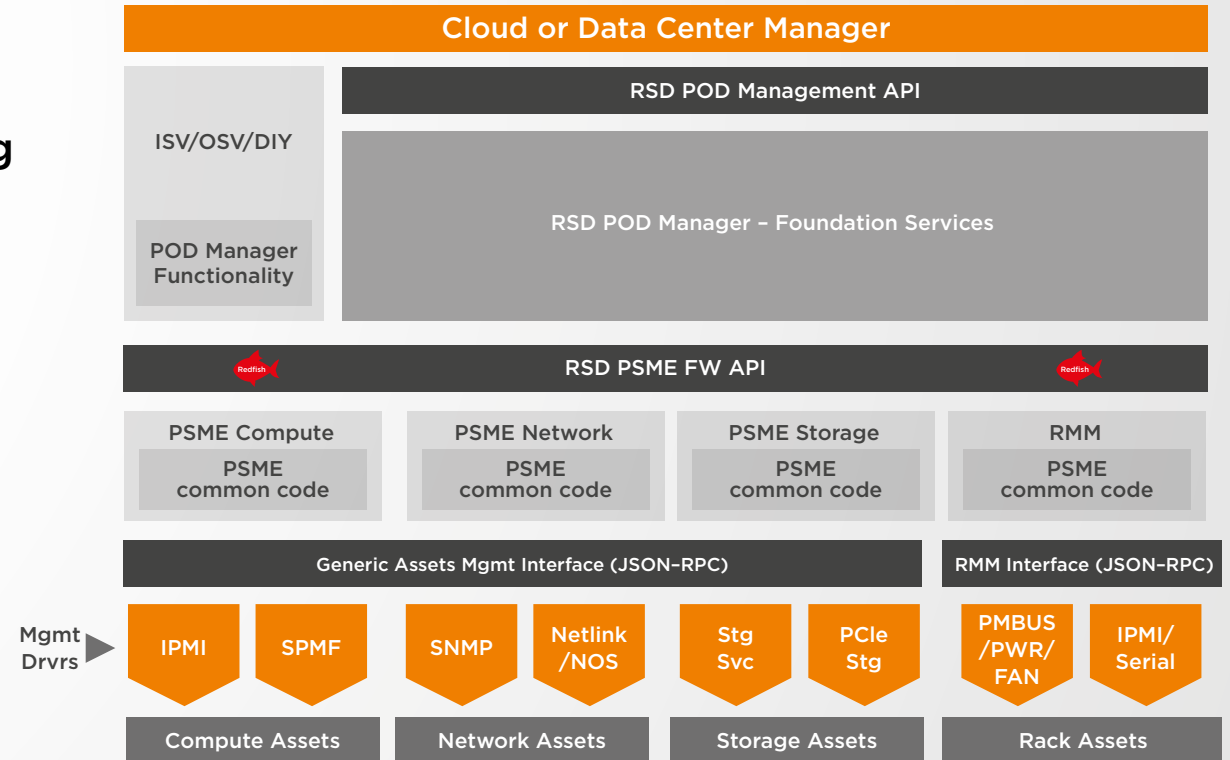 Cloud or Data Center Manager
RSD POD Management API
g
ISV/OSV/DIY
RSD POD Manager – Foundation Services
POD Manager
Functionality
Redfish
RSD PSME FW API
Redfish
PSME Compute
PSME
common code
PSME Network
PSME
common code
PSME Storage
PSME
common code
RMM
PSME
common code
Generic Assets Mgmt Interface (JSON–RPC)
RMM Interface (JSON–RPC)
Mgmt
Drvrs
IPMI
SPMF
SNMP
Netlink
/NOS
Stg
Svc
PCle
Stg
PMBUS
/PWR/
FAN
IPMI/
Serial
Compute Assets
Network Assets
Storage Assets
Rack Assets